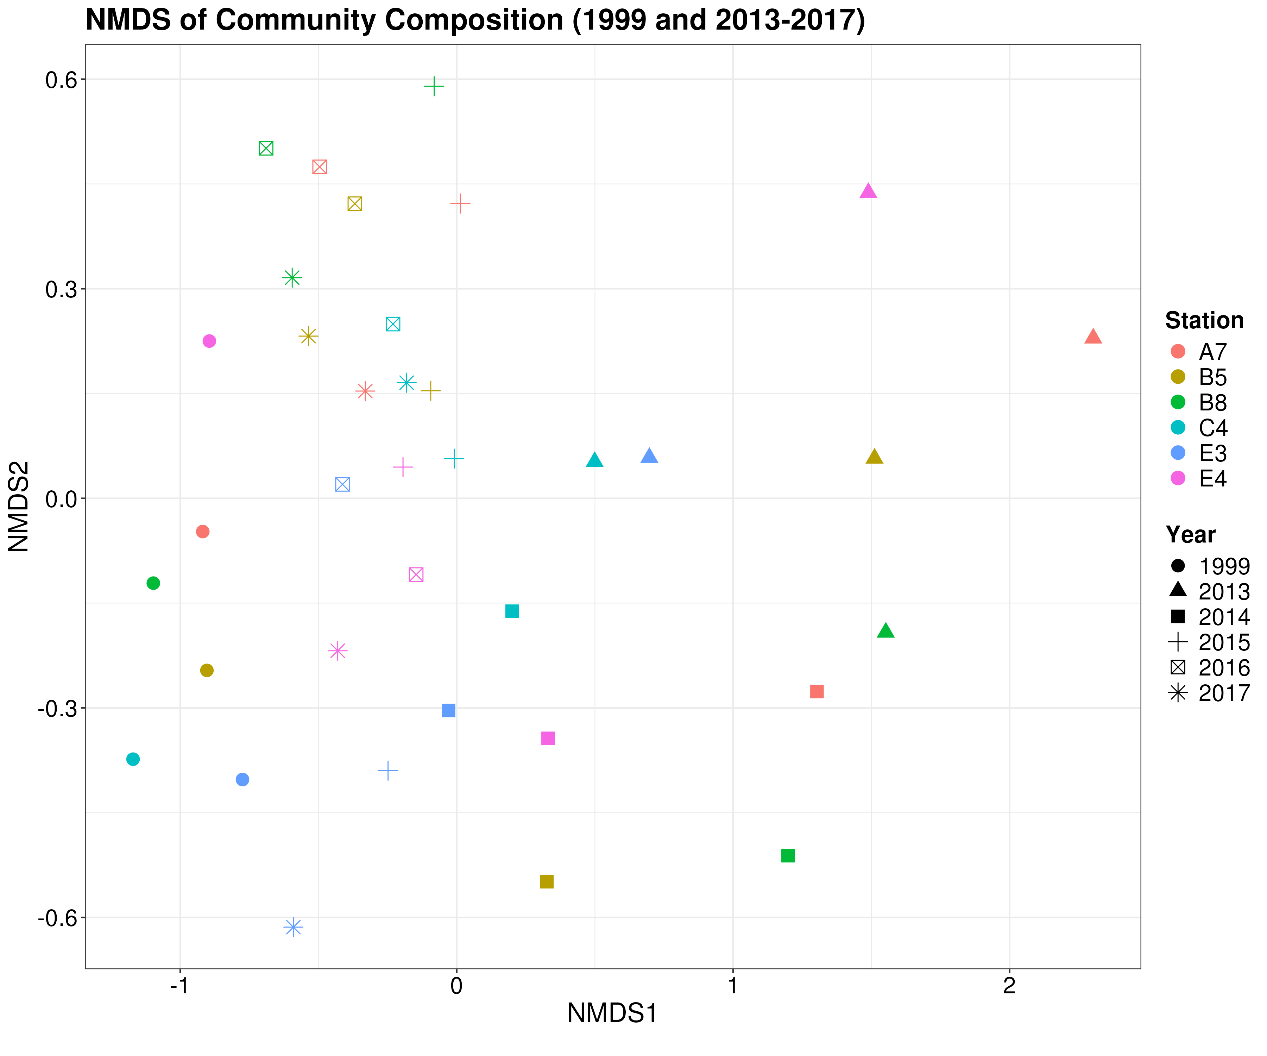 NMDS of Community Composition (1999 and 2013-2017)
0.6
0.3
0.0
-0.3
-0.6
NMDS2
-1
0
1
2
NMDS1
Station
A7
B5
B8
C4
E3
E4
Year
1999
2013
2014
2015
2016
2017